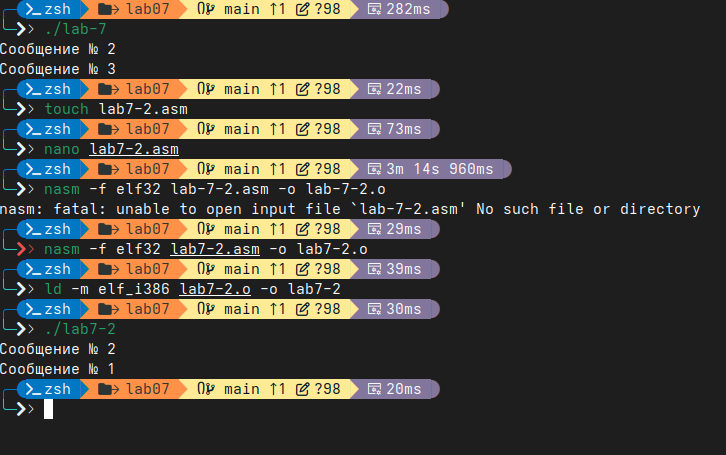 zsh lab07 main ↑1 ?98 282ms
./lab-7
Сообщение № 2
Сообщение № 3
zsh lab07 main ↑1 ?98 22ms
touch lab7-2.asm
zsh lab07 main ↑1 ?98 73ms
nano lab7-2.asm
zsh lab07 main ↑1 ?98 3m 14s 960ms
nasm -f elf32 lab-7-2.asm -o lab-7-2.o
nasm: fatal: unable to open input file `lab-7-2.asm' No such file or directory
zsh lab07 main ↑1 ?98 29ms
nasm -f elf32 lab7-2.asm -o lab7-2.o
zsh lab07 main ↑1 ?98 39ms
ld -m elf_i386 lab7-2.o -o lab7-2
zsh lab07 main ↑1 ?98 30ms
./lab7-2
Сообщение № 2
Сообщение № 1
zsh lab07 main ↑1 ?98 20ms